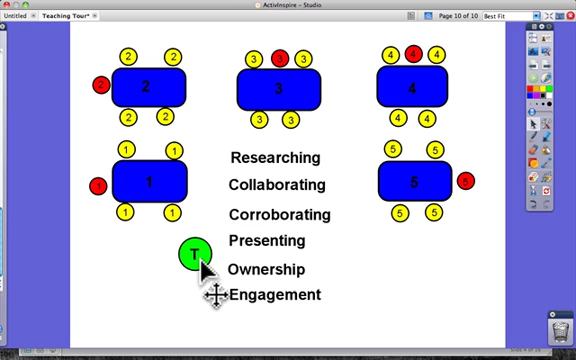 ActivInspire - Studio
Untitled
Teaching Tour*
Page 10 of 10
Best Fit
2 2
2 2
2 2
3 3 3
3
3 3
4 4 4
4
4 4
1 1
1 1
1 1
5 5
5 5
5 5
Researching
Collaborating
Corroborating
Presenting
T
Ownership
Engagement